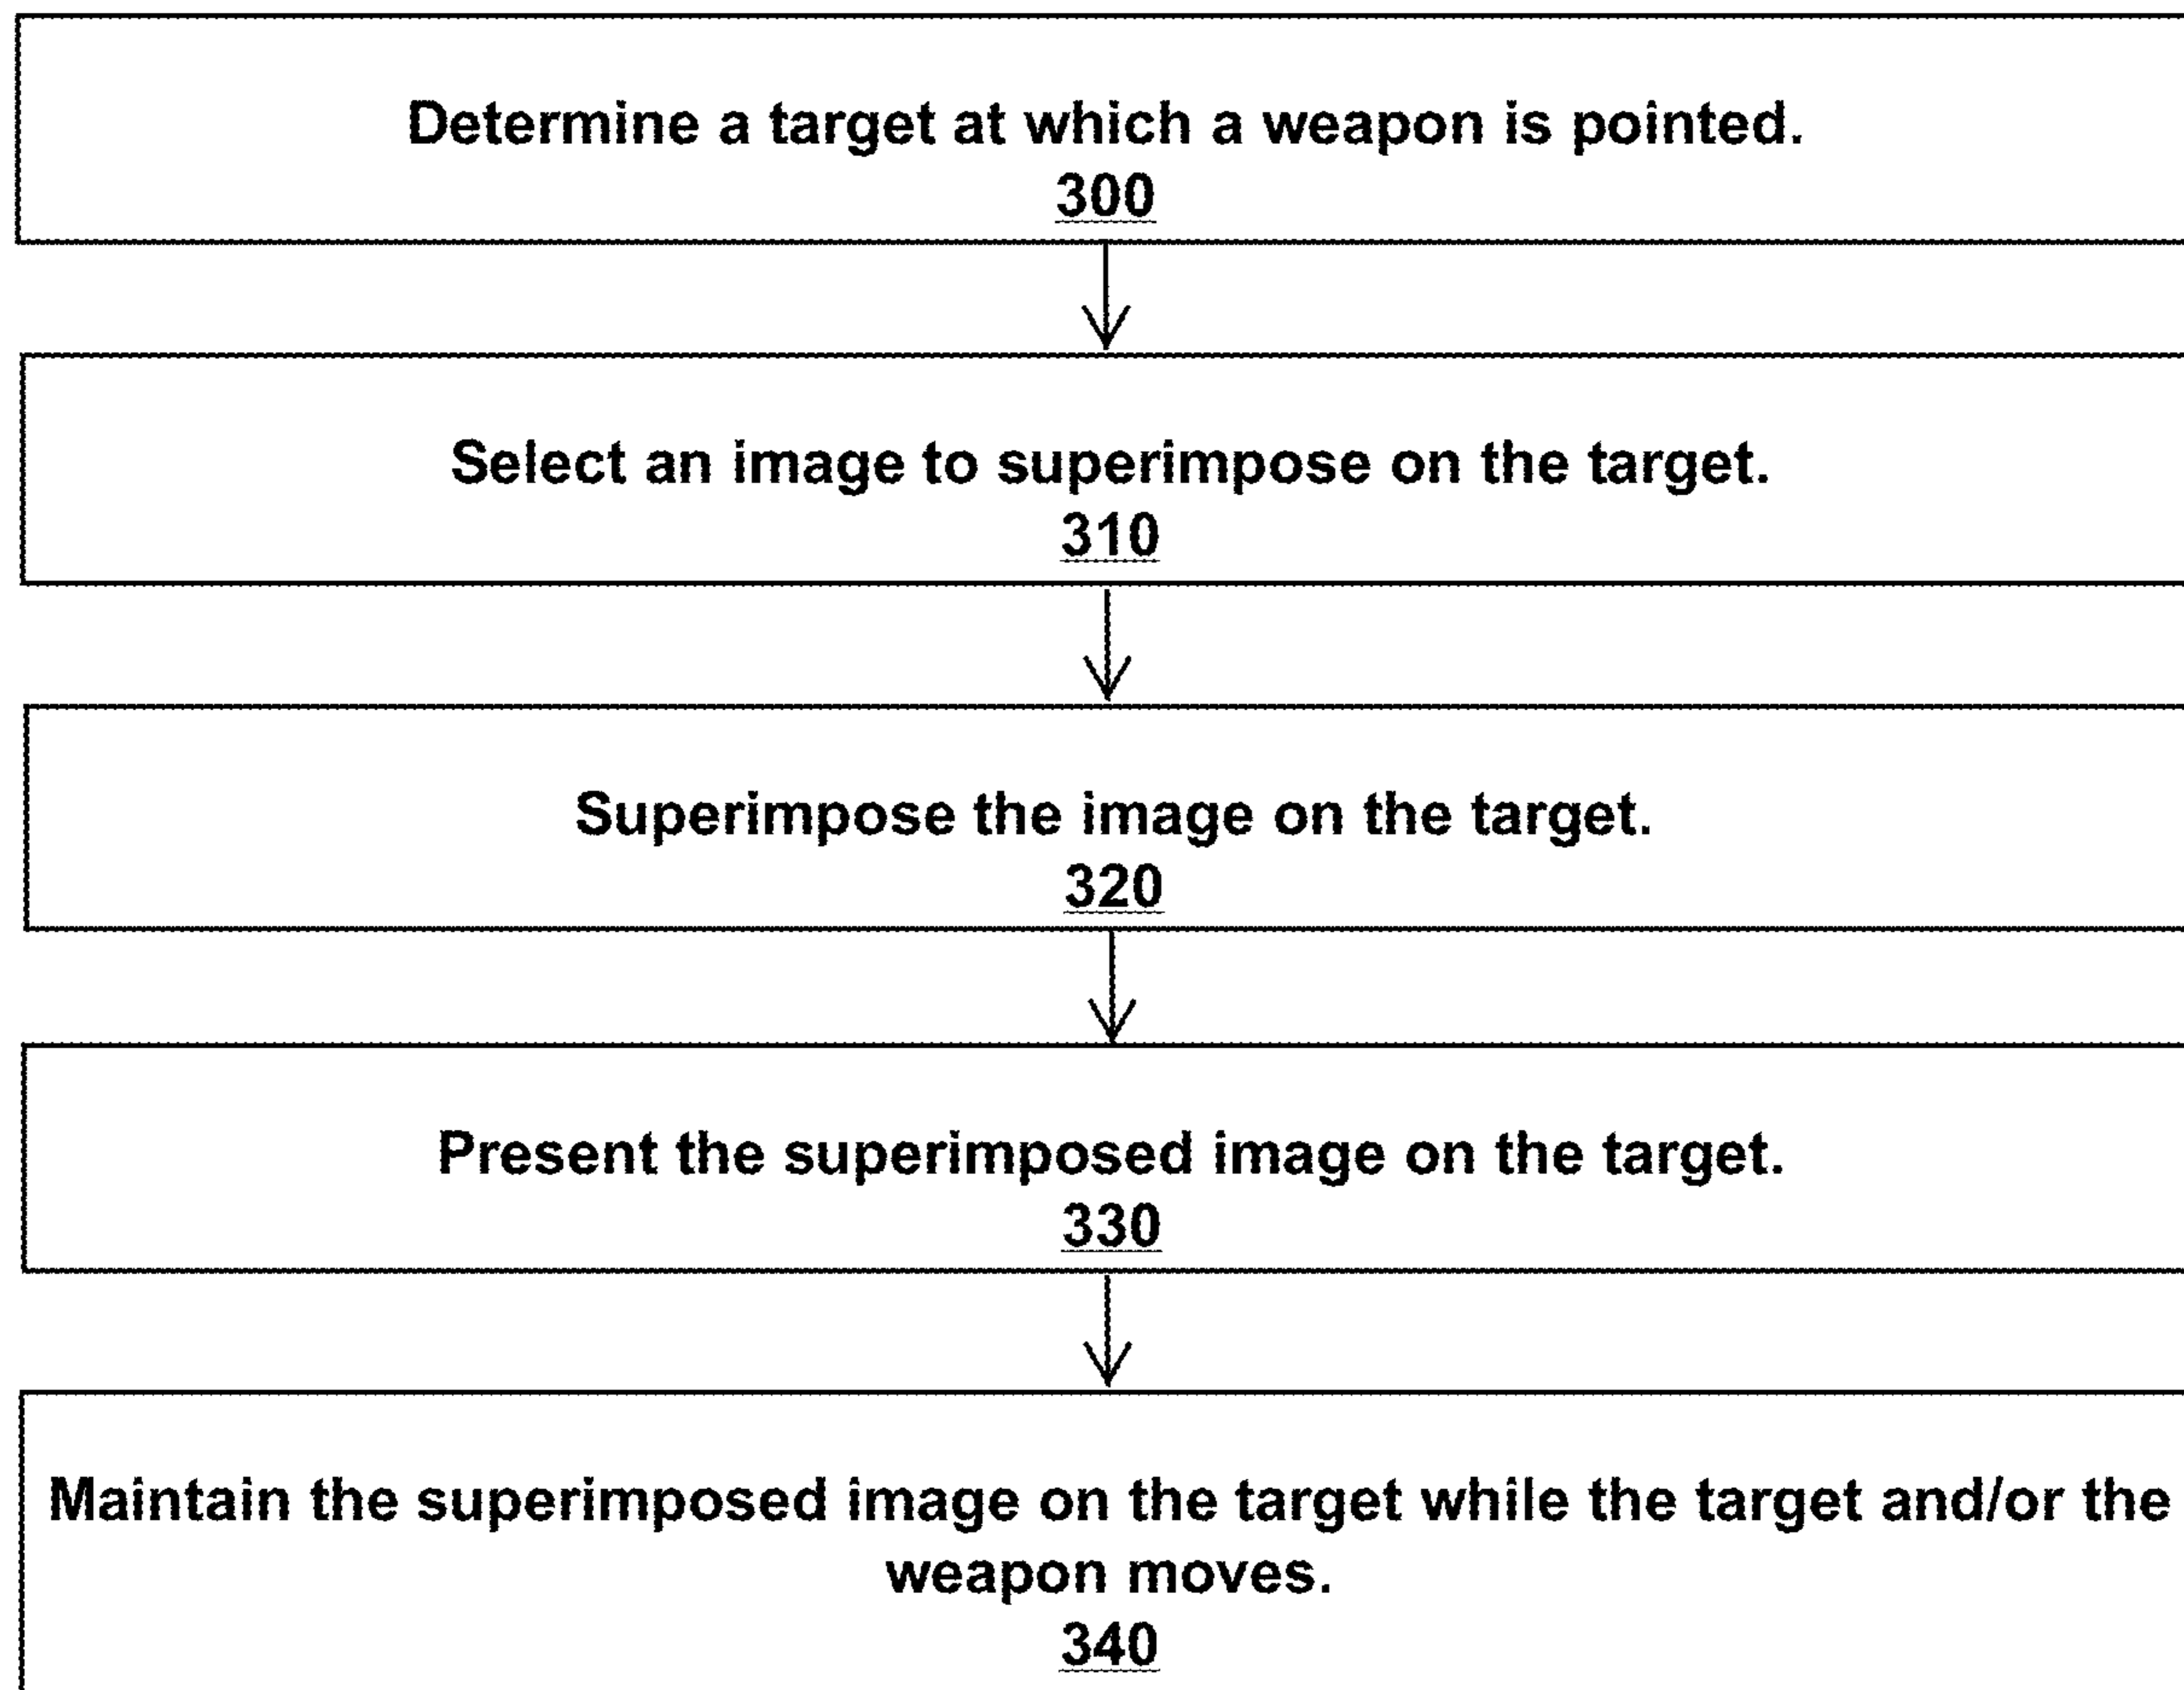 Determine a target at which a weapon is pointed.
300
Select an image to superimpose on the target.
310
Superimpose the image on the target.
320
Present the superimposed image on the target.
330
Maintain the superimposed image on the target while the target and/or the
weapon moves.
340